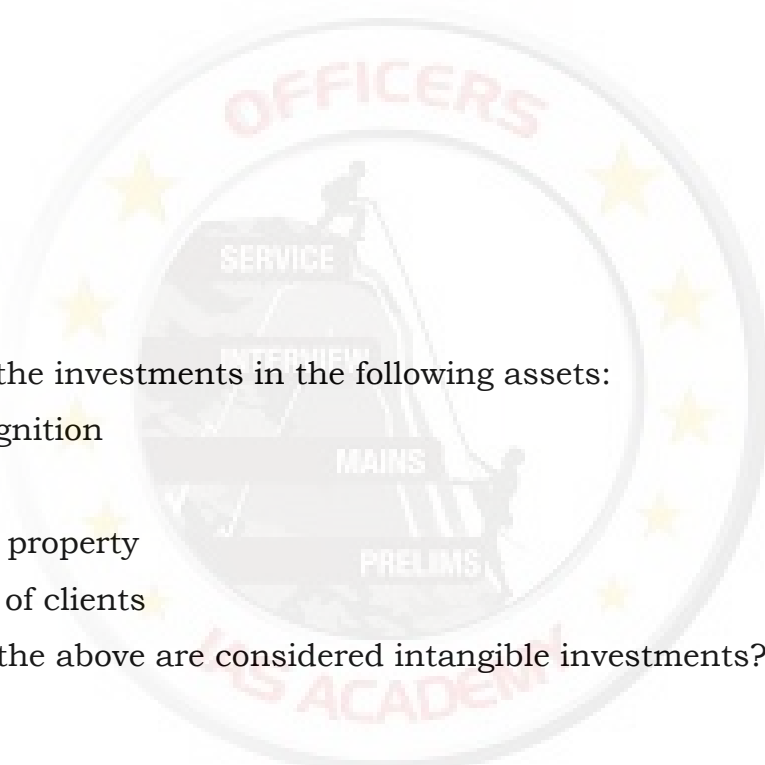 OFFICERS
SERVICE
INTERVIEW
the investments in the following assets:
gnition
MAINS
property
PRELIMS
of clients
the above are considered intangible investments?
IAS ACADEMY